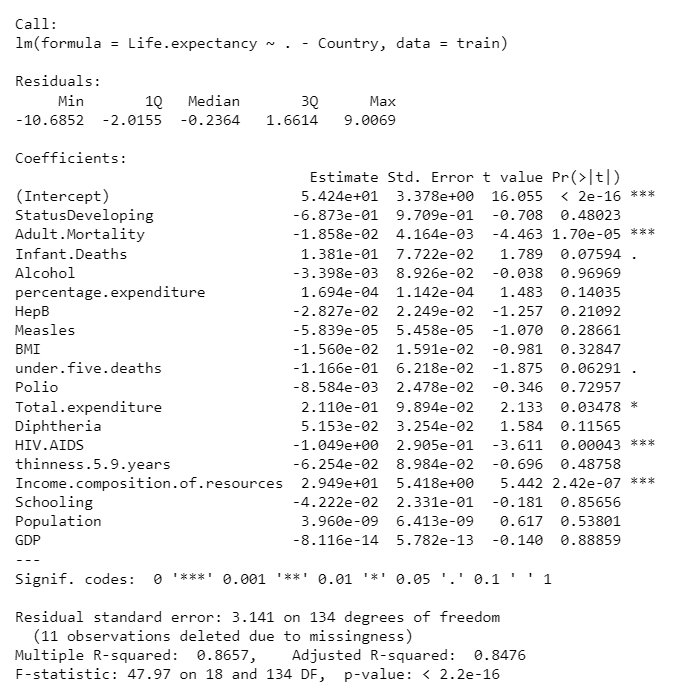 Call:
lm(formula = Life.expectancy ~ . - Country, data = train)
Residuals:
Min 1Q Median 3Q Max
-10.6852 -2.0155 -0.2364 1.6614 9.0069
Coefficients:
Estimate Std. Error t value Pr(>|t|)
(Intercept) 5.424e+01 3.378e+00 16.055 < 2e-16 ***
StatusDeveloping -6.873e-01 9.709e-01 -0.708 0.48023
Adult.Mortality -1.858e-02 4.164e-03 -4.463 1.70e-05 ***
Infant.Deaths 1.381e-01 7.722e-02 1.789 0.07594 .
Alcohol -3.398e-03 8.926e-02 -0.038 0.96969
percentage.expenditure 1.694e-04 1.142e-04 1.483 0.14035
HepB -2.827e-02 2.249e-02 -1.257 0.21092
Measles -5.839e-05 5.458e-05 -1.070 0.28661
BMI -1.560e-02 1.591e-02 -0.981 0.32847
under.five.deaths -1.166e-01 6.218e-02 -1.875 0.06291 .
Polio -8.584e-03 2.478e-02 -0.346 0.72957
Total.expenditure 2.110e-01 9.894e-02 2.133 0.03478 *
Diphtheria 5.153e-02 3.254e-02 1.584 0.11565
HIV.AIDS -1.049e+00 2.905e-01 -3.611 0.00043 ***
thinness.5.9.years -6.254e-02 8.984e-02 -0.696 0.48758
Income.composition.of.resources 2.949e+01 5.418e+00 5.442 2.42e-07 ***
Schooling -4.222e-02 2.331e-01 -0.181 0.85656
Population 3.960e-09 6.413e-09 0.617 0.53801
GDP -8.116e-14 5.782e-13 -0.140 0.88859
---
Signif. codes: 0 '***' 0.001 '**' 0.01 '*' 0.05 '.' 0.1 ' ' 1
Residual standard error: 3.141 on 134 degrees of freedom
(11 observations deleted due to missingness)
Multiple R-squared: 0.8657, Adjusted R-squared: 0.8476
F-statistic: 47.97 on 18 and 134 DF, p-value: < 2.2e-16